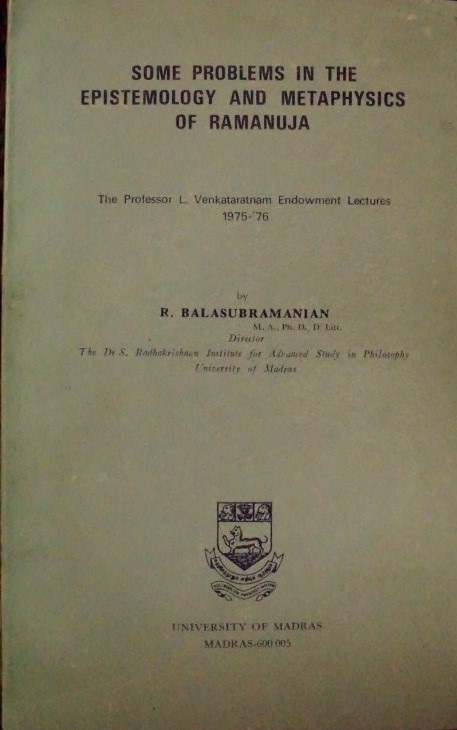 SOME PROBLEMS IN THE
EPISTEMOLOGY AND METAPHYSICS
OF RAMANUJA
The Professor L. Venkataratnam Endowment Lectures
1975-'76
by
R. BALASUBRAMANIAN
M. A., Ph. D., D. Litt.
Director
The Dr S. Radhakrishnan Institute for Advanced Study in Philosophy
University of Madras
UNIVERSITY OF MADRAS
MADRAS-600 005